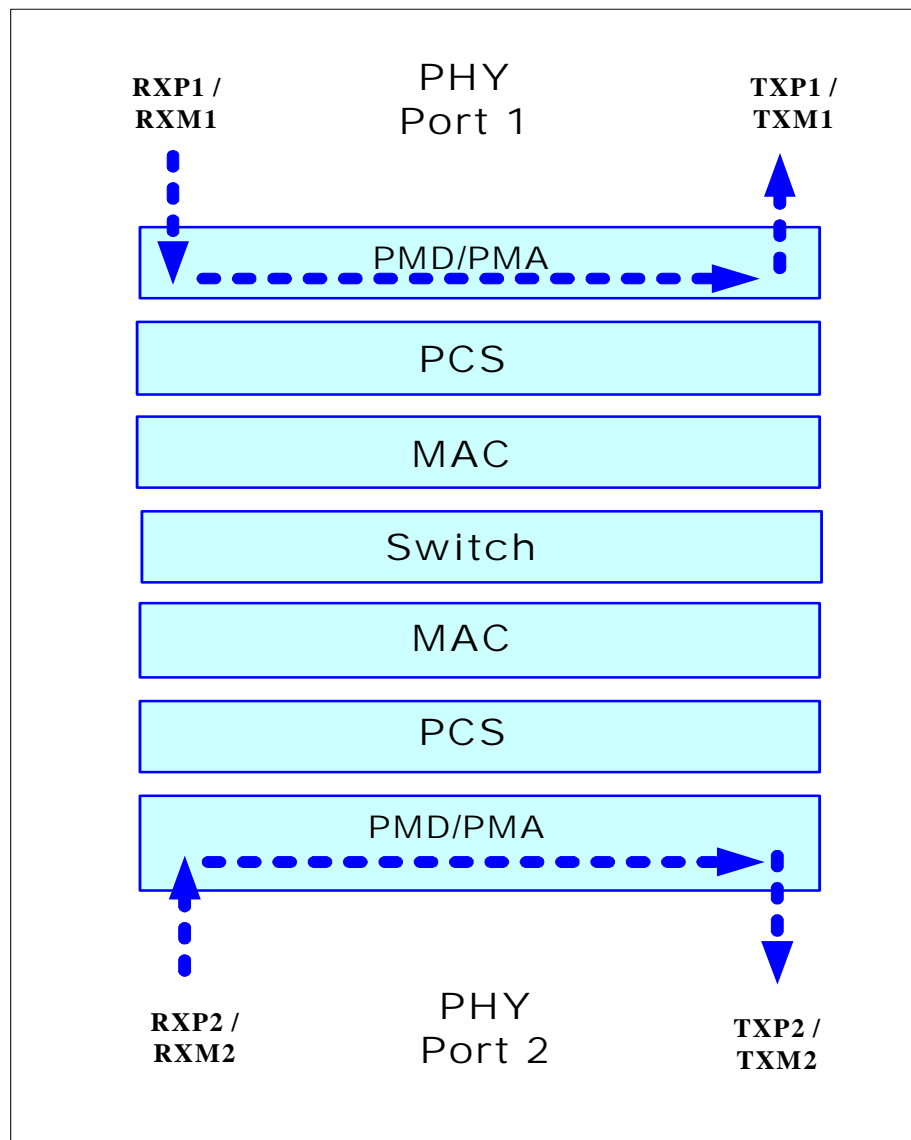 RXP1 /
RXM1
PHY
Port 1
TXP1 /
TXM1
PMD/PMA
PCS
MAC
Switch
MAC
PCS
PMD/PMA
RXP2 /
RXM2
PHY
Port 2
TXP2 /
TXM2